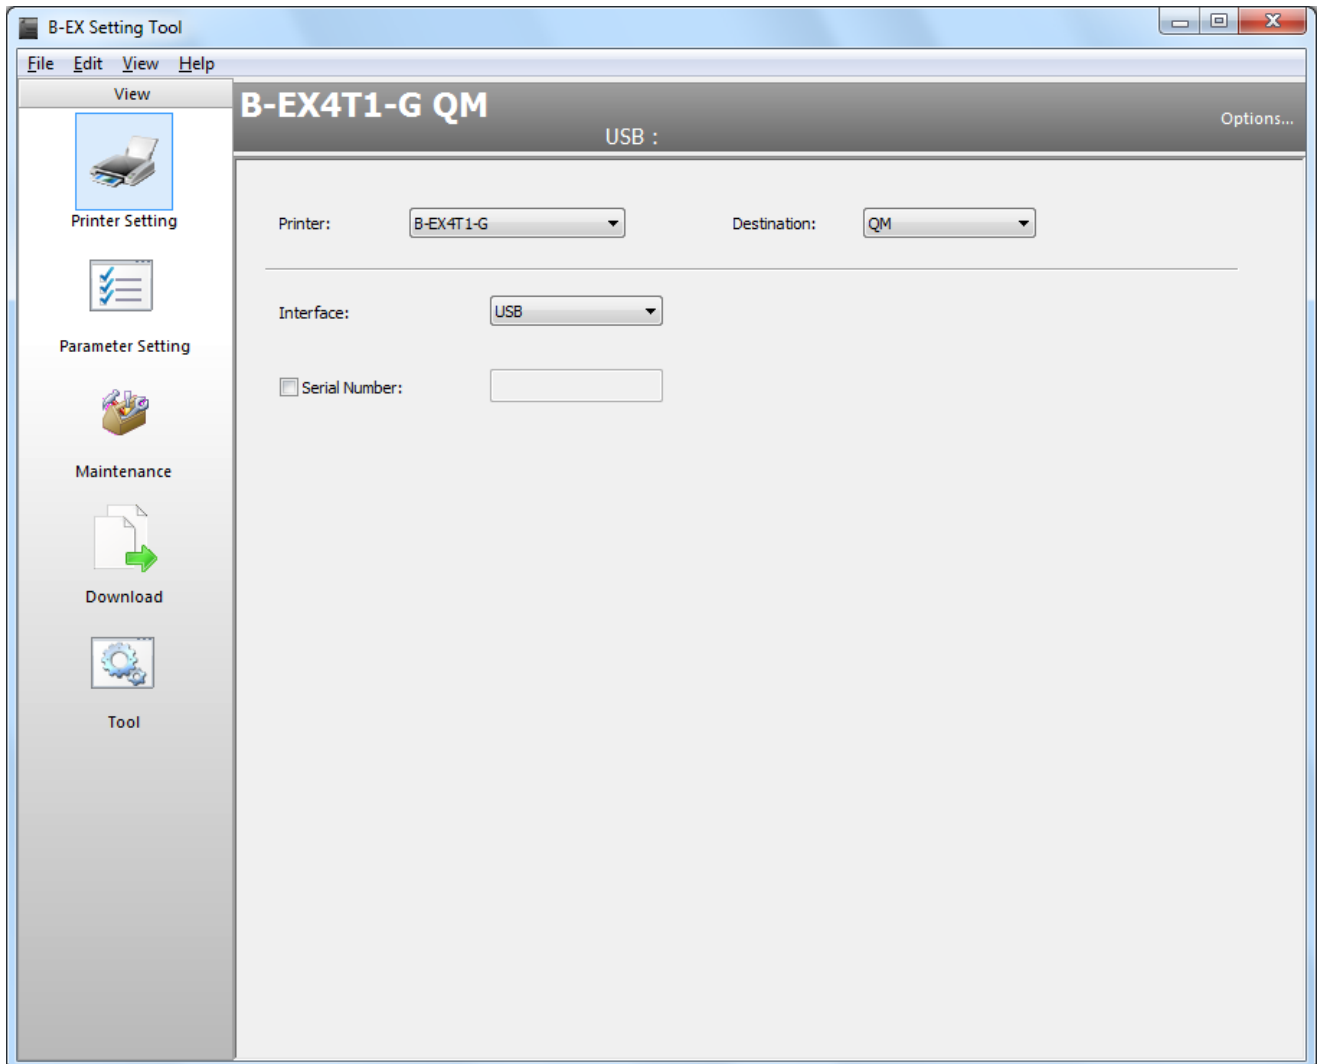 B-EX Setting Tool
File Edit View Help
View
B-EX4T1-G QM
USB :
Options...
Printer Setting
Printer: B-EX4T1-G Destination: QM
Interface: USB
Parameter Setting
Serial Number:
Maintenance
Download
Tool